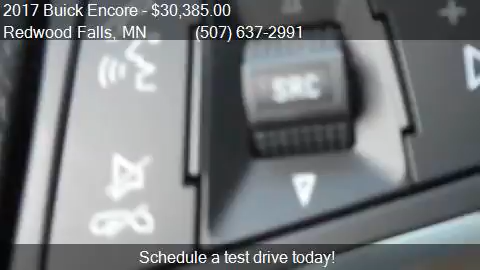 2017 Buick Encore - $30,385.00
Redwood Falls, MN (507) 637-2991
SRC
Schedule a test drive today!